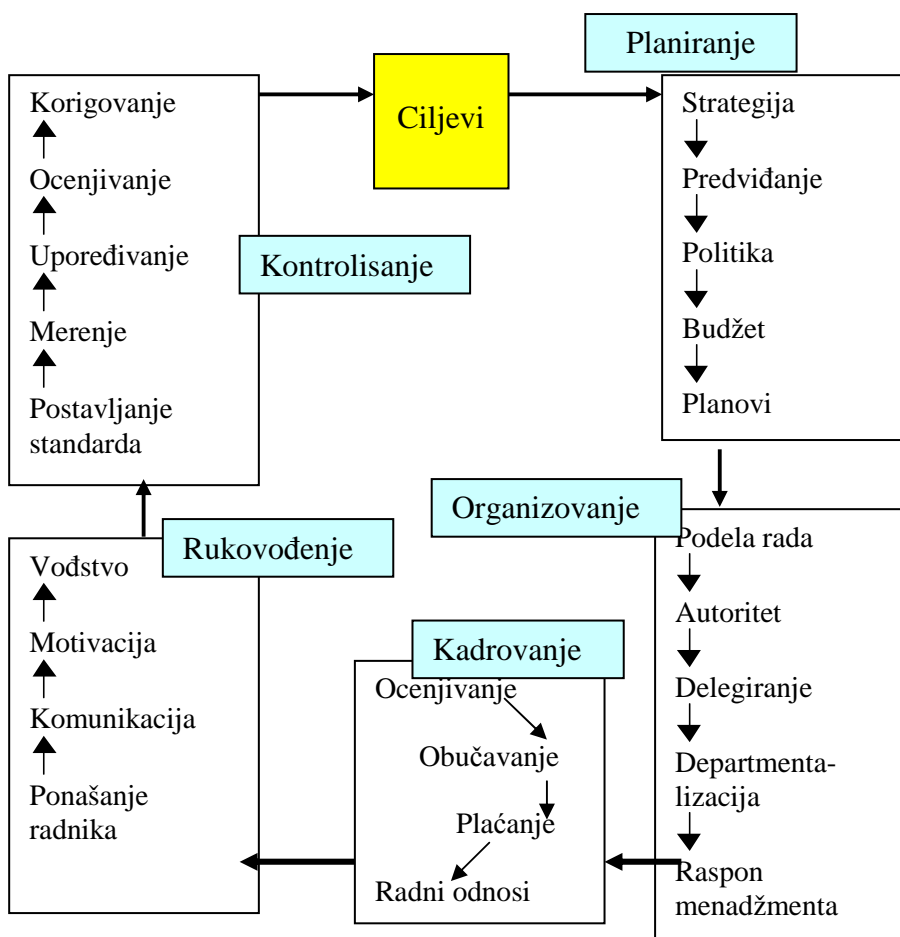 Planiranje
Ciljevi
Strategija
Predviđanje
Politika
Budžet
Planovi
Organizovanje
Podela rada
Autoritet
Delegiranje
Departmenta-
lizacija
Raspon
menadžmenta
Kadrovanje
Ocenjivanje
Obučavanje
Plaćanje
Radni odnosi
Rukovođenje
Vođstvo
Motivacija
Komunikacija
Ponašanje
radnika
Kontrolisanje
Korigovanje
Ocenjivanje
Upoređivanje
Merenje
Postavljanje
standarda